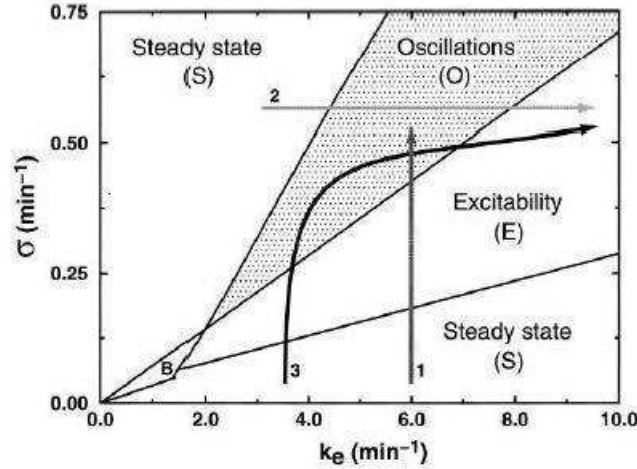 0.75
Steady state
(S)
Oscillations
(O)
2
0.50
σ (min⁻¹)
Excitability
(E)
0.25
Steady state
(S)
B
3
1
0.00
0.0 2.0 4.0 6.0 8.0 10.0
kₑ (min⁻¹)